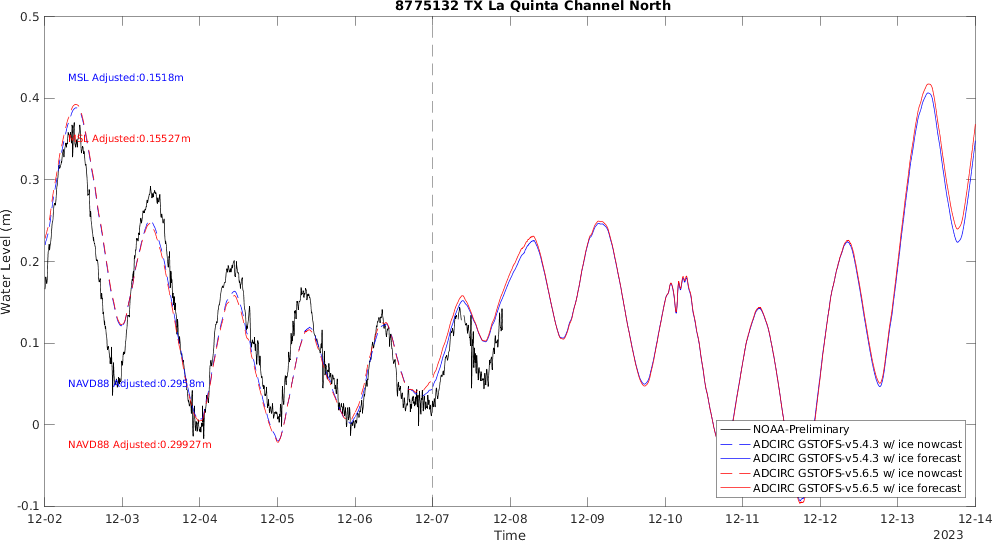 8775132 TX La Quinta Channel North
0.5
0.4
0.3
0.2
0.1
0
-0.1
Water Level (m)
MSL Adjusted:0.1518m
MSL Adjusted:0.15527m
NAVD88 Adjusted:0.2958m
NAVD88 Adjusted:0.29927m
NOAA-Preliminary
ADCIRC GSTOFS-v5.4.3 w/ ice nowcast
ADCIRC GSTOFS-v5.4.3 w/ ice forecast
ADCIRC GSTOFS-v5.6.5 w/ ice nowcast
ADCIRC GSTOFS-v5.6.5 w/ ice forecast
12-02 12-03 12-04 12-05 12-06 12-07 12-08 12-09 12-10 12-11 12-12 12-13 12-14
Time
2023